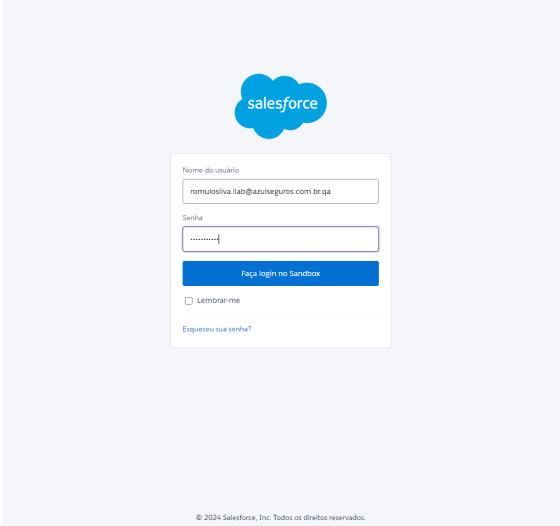 salesforce
Nome do usuário
romulosilva.ilab@azulseguros.com.br.qa
Senha
•••••••••••
Faça login no Sandbox
Lembrar-me
Esqueceu sua senha?
© 2024 Salesforce, Inc. Todos os direitos reservados.